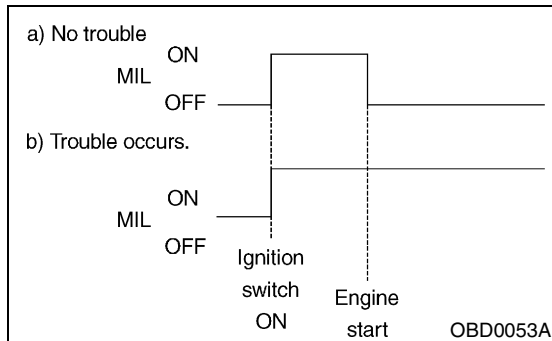 a) No trouble
ON
MIL
OFF
b) Trouble occurs.
ON
MIL
OFF
Ignition
switch
ON
Engine
start
OBD0053A